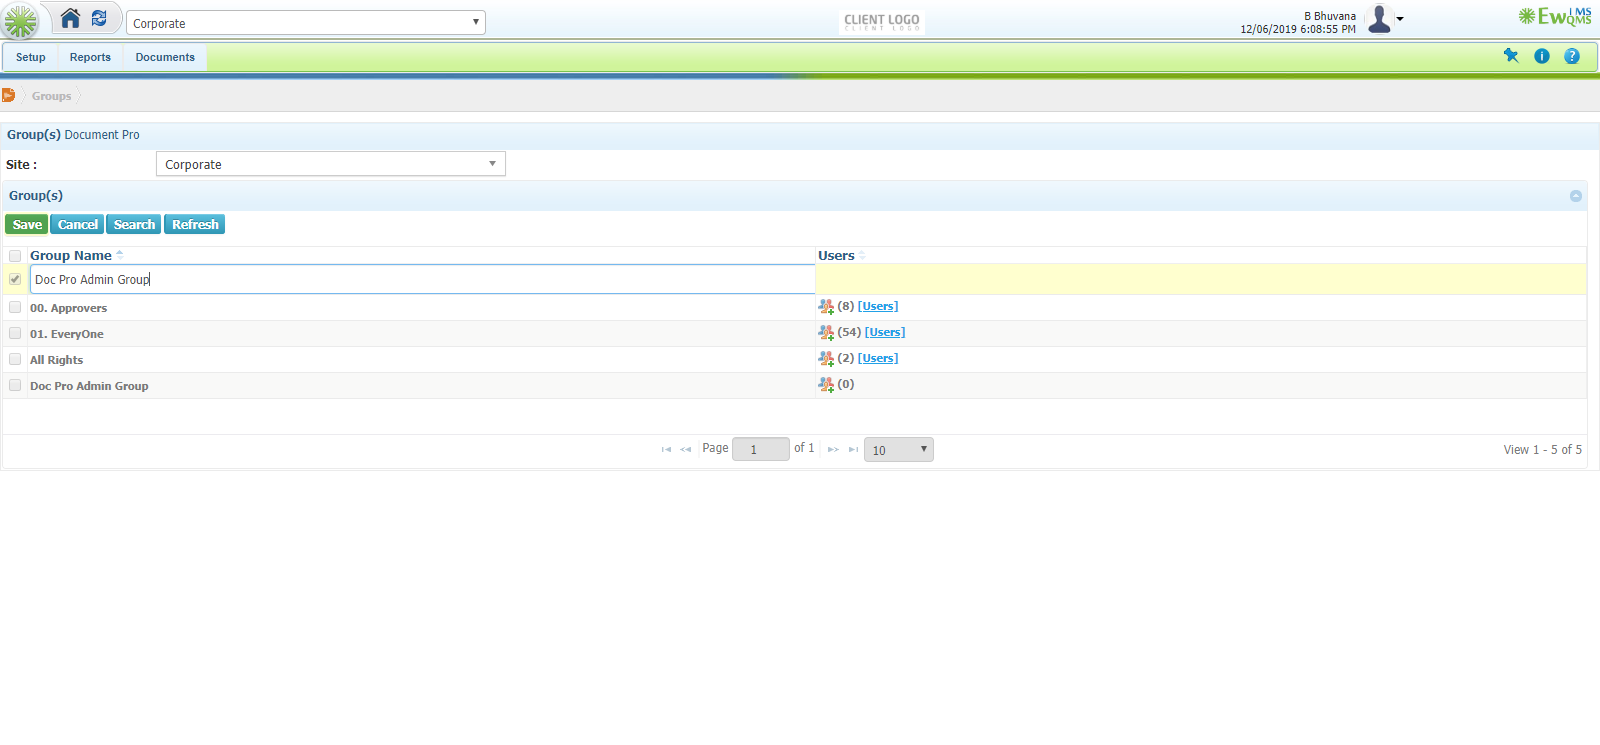 Corporate
CLIENT LOGO
CLIENT LOGO
B Bhuvana
12/06/2019 6:08:55 PM
EwIMS
QMS
Setup Reports Documents
Groups
Group(s) Document Pro
Site : Corporate
Group(s)
Save Cancel Search Refresh
Group Name Users
Doc Pro Admin Group
00. Approvers (8) [Users]
01. EveryOne (54) [Users]
All Rights (2) [Users]
Doc Pro Admin Group (0)
Page 1 of 1 10 View 1 - 5 of 5